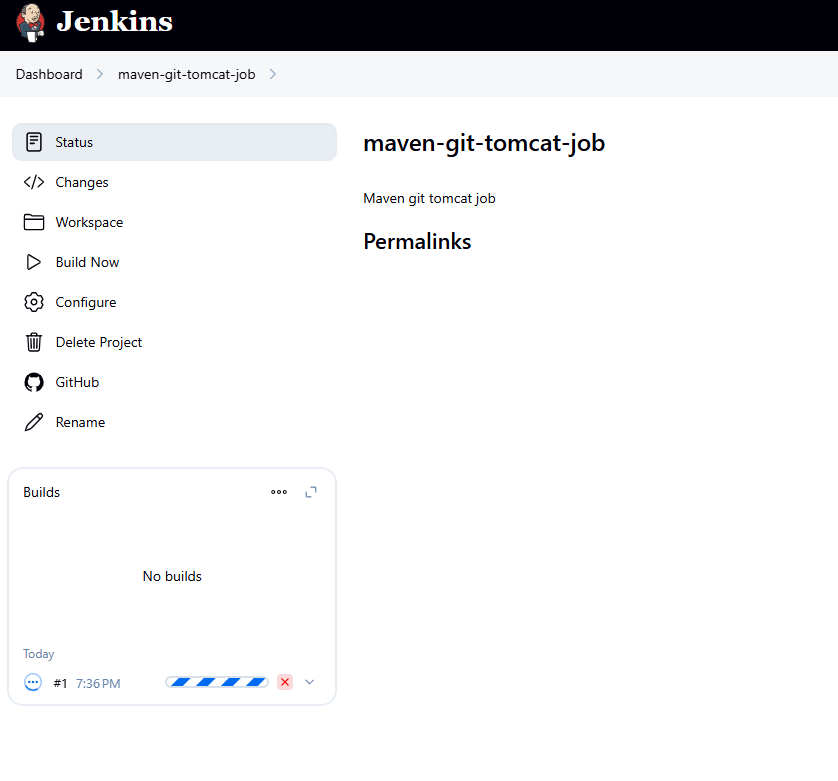 Jenkins
Dashboard
maven-git-tomcat-job
Status
Changes
Workspace
Build Now
Configure
Delete Project
GitHub
Rename
maven-git-tomcat-job
Maven git tomcat job
Permalinks
Builds
No builds
Today
#1 7:36 PM